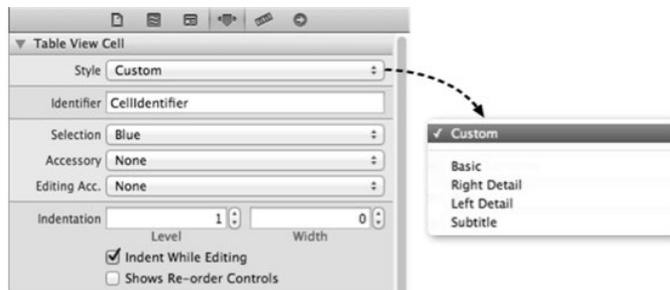 Table View Cell
Style Custom
Identifier CellIdentifier
Selection Blue
Accessory None
Editing Acc. None
Indentation 1 0
Level Width
Indent While Editing
Shows Re-order Controls
Custom
Basic
Right Detail
Left Detail
Subtitle